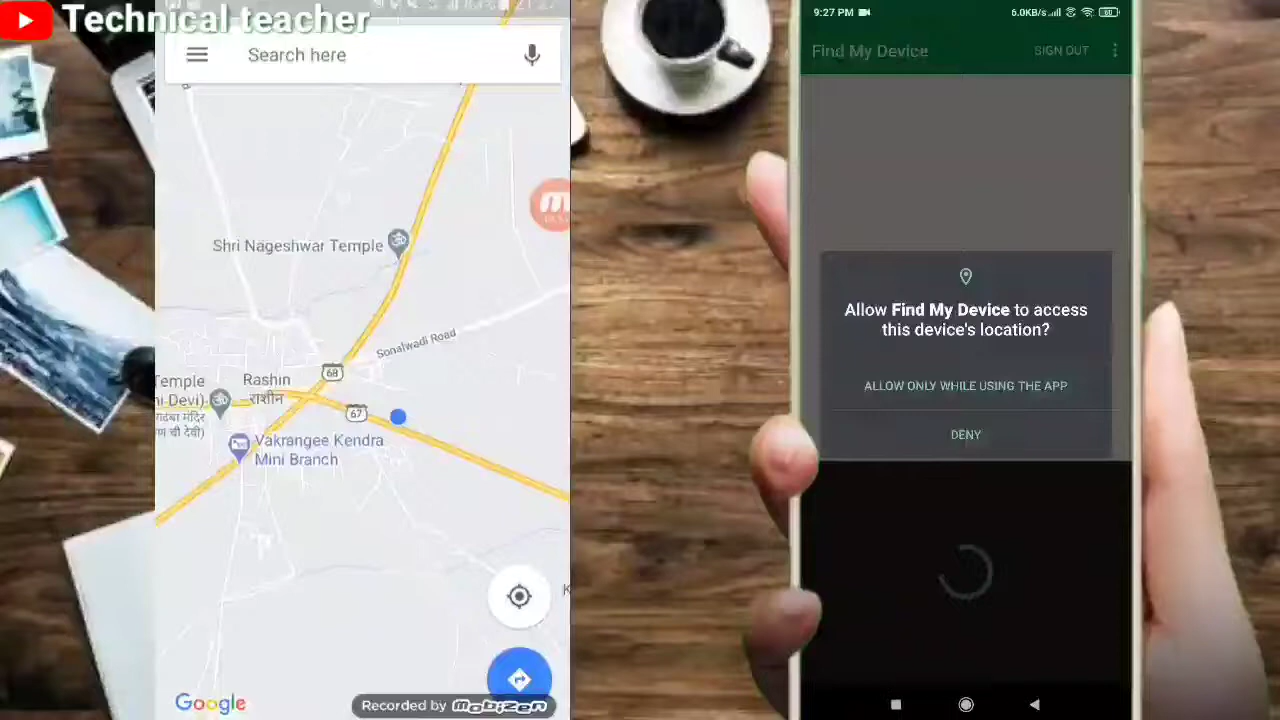 Technical teacher
Search here
Shri Nageshwar Temple
Sonalwadi Road
68
Rashin
राशीन
67
Temple
ni Devi)
Vakrangee Kendra
Mini Branch
Google
Recorded by mobizen
9:27 PM
6.0KB/s
Find My Device
SIGN OUT
Allow Find My Device to access
this device's location?
ALLOW ONLY WHILE USING THE APP
DENY